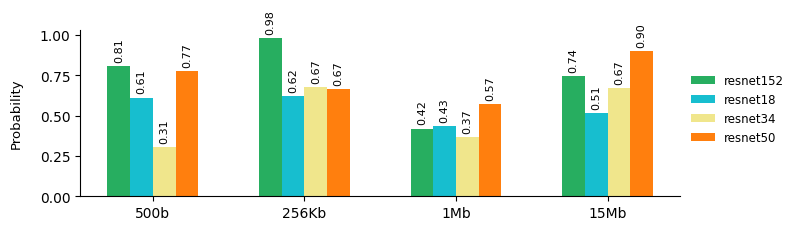 Probability
1.00
0.75
0.50
0.25
0.00
0.81
0.61
0.31
0.77
0.98
0.62
0.67
0.67
0.42
0.43
0.37
0.57
0.74
0.51
0.67
0.90
500b
256Kb
1Mb
15Mb
resnet152
resnet18
resnet34
resnet50